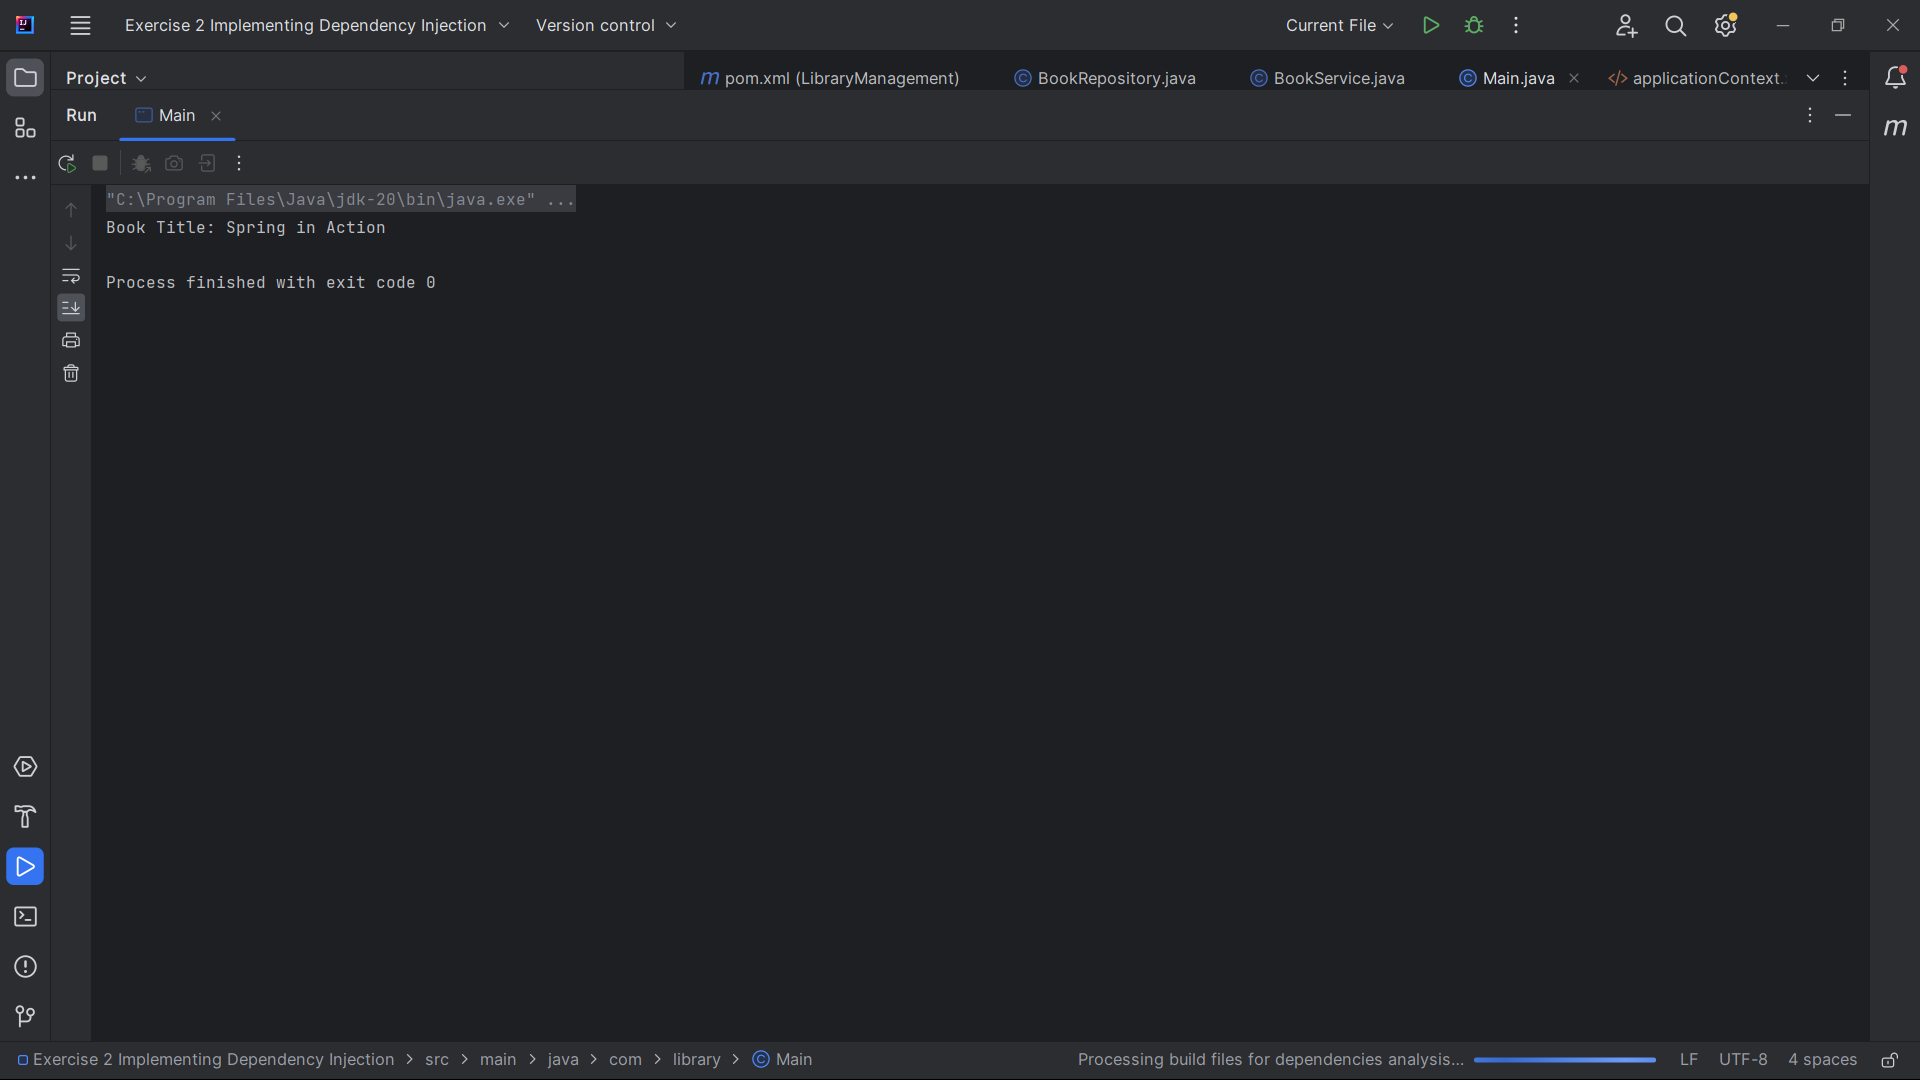 Exercise 2 Implementing Dependency Injection
Version control
Current File
Project
pom.xml (LibraryManagement)
BookRepository.java
BookService.java
Main.java
applicationContext.
Run
Main
"C:\Program Files\Java\jdk-20\bin\java.exe" ...
Book Title: Spring in Action
Process finished with exit code 0
Exercise 2 Implementing Dependency Injection > src > main > java > com > library > Main
Processing build files for dependencies analysis...
LF
UTF-8
4 spaces